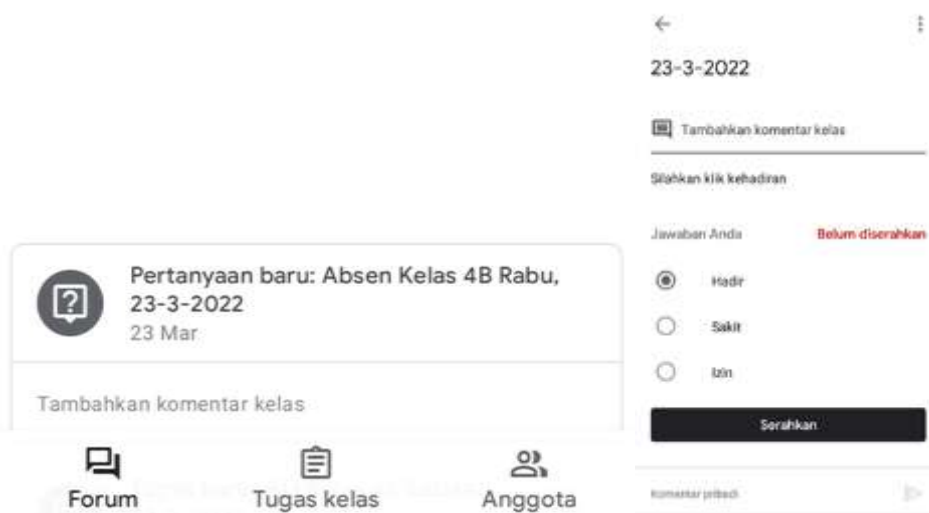 Pertanyaan baru: Absen Kelas 4B Rabu,
23-3-2022
23 Mar
Tambahkan komentar kelas
Forum
Tugas kelas
Anggota
23-3-2022
Tambahkan komentar kelas
Silahkan klik kehadiran
Jawaban Anda
Belum diserahkan
Hadir
Sakit
Izin
Serahkan
Komentar pribadi